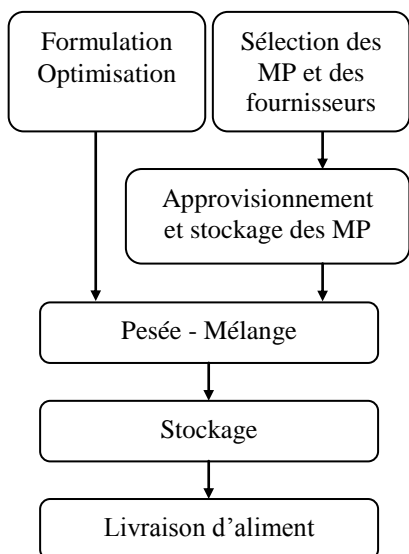 Formulation
Optimisation
Sélection des
MP et des
fournisseurs
Approvisionnement
et stockage des MP
Pesée - Mélange
Stockage
Livraison d’aliment